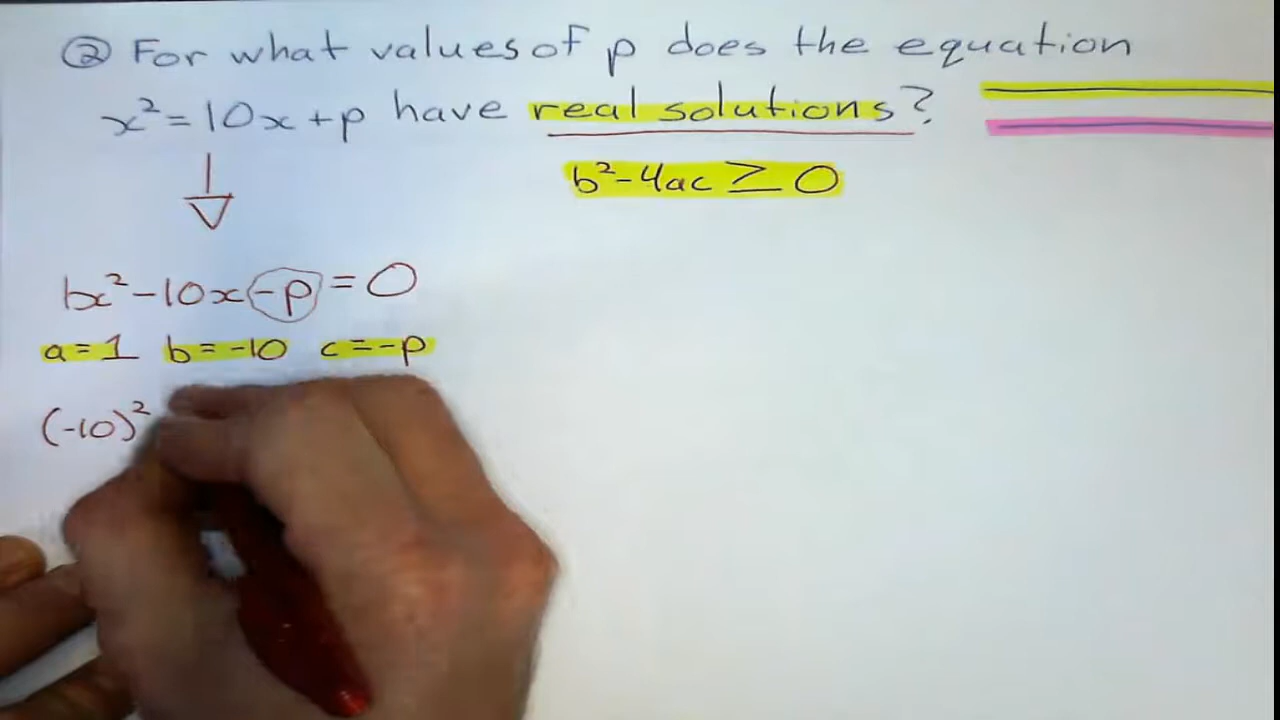 ② For what values of p does the equation
x²=10x+p have real solutions?
b²-4ac ≥ 0
1x²-10x-p=0
a=1 b=-10 c=-p
(-10)²